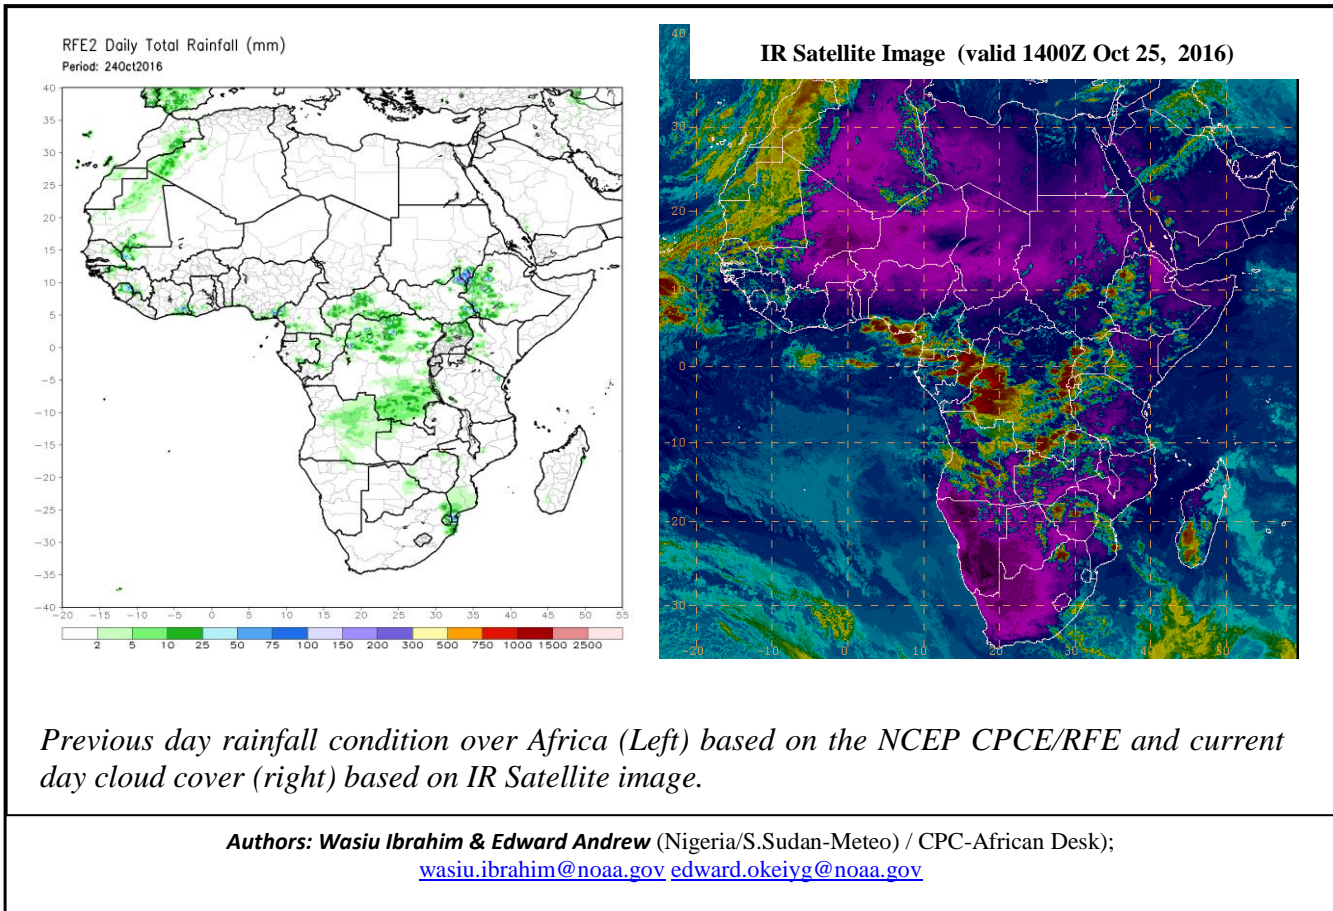 RFE2 Daily Total Rainfall (mm)
Period: 24Oct2016
40
35
30
25
20
15
10
5
0
−5
−10
−15
−20
−25
−30
−35
−40
−20 −15 −10 −5 0 5 10 15 20 25 30 35 40 45 50 55
2 5 10 25 50 75 100 150 200 300 500 750 1000 1500 2500
IR Satellite Image (valid 1400Z Oct 25, 2016)
40
30
20
10
0
-10
-20
-30
-20 -10 0 10 20 30 40 50
Previous day rainfall condition over Africa (Left) based on the NCEP CPCE/RFE and current
day cloud cover (right) based on IR Satellite image.
Authors: Wasiu Ibrahim & Edward Andrew (Nigeria/S.Sudan-Meteo) / CPC-African Desk);
wasiu.ibrahim@noaa.gov edward.okeiyg@noaa.gov